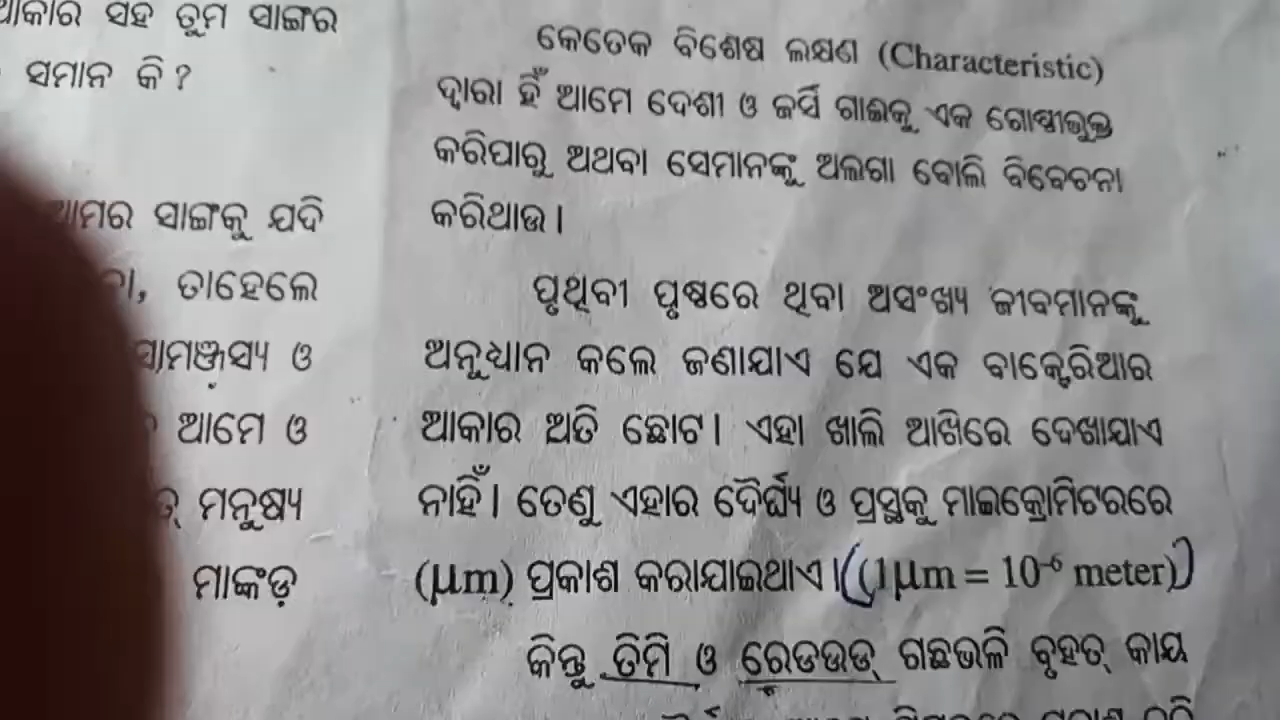 ଆକାର ସହ ତୁମ ସାଙ୍ଗର
ସମାନ କି ?
ଆମର ସାଙ୍ଗକୁ ଯଦି
ତାହେଲେ
ସାମଞ୍ଜସ୍ୟ ଓ
ଆମେ ଓ
ମନୁଷ୍ୟ
ମାଙ୍କଡ଼
କେତେକ ବିଶେଷ ଲକ୍ଷଣ (Characteristic)
ଦ୍ୱାରା ହିଁ ଆମେ ଦେଶୀ ଓ ଜର୍ସି ଗାଈକୁ ଏକ ଗୋଷ୍ଠୀଭୁକ୍ତ
କରିପାରୁ ଅଥବା ସେମାନଙ୍କୁ ଅଲଗା ବୋଲି ବିବେଚନା
କରିଥାଉ ।
ପୃଥିବୀ ପୃଷ୍ଠରେ ଥିବା ଅସଂଖ୍ୟ ଜୀବମାନଙ୍କୁ
ଅନୁଧ୍ୟାନ କଲେ ଜଣାଯାଏ ଯେ ଏକ ବାକ୍ଟେରିଆର
ଆକାର ଅତି ଛୋଟ । ଏହା ଖାଲି ଆଖିରେ ଦେଖାଯାଏ
ନାହିଁ । ତେଣୁ ଏହାର ଦୈର୍ଘ୍ୟ ଓ ପ୍ରସ୍ଥକୁ ମାଇକ୍ରୋମିଟରରେ
(μm) ପ୍ରକାଶ କରାଯାଇଥାଏ । (1μm = 10⁻⁶ meter)
କିନ୍ତୁ ତିମି ଓ ରେଡଉଡ୍ ଗଛଭଳି ବୃହତ୍ କାୟ